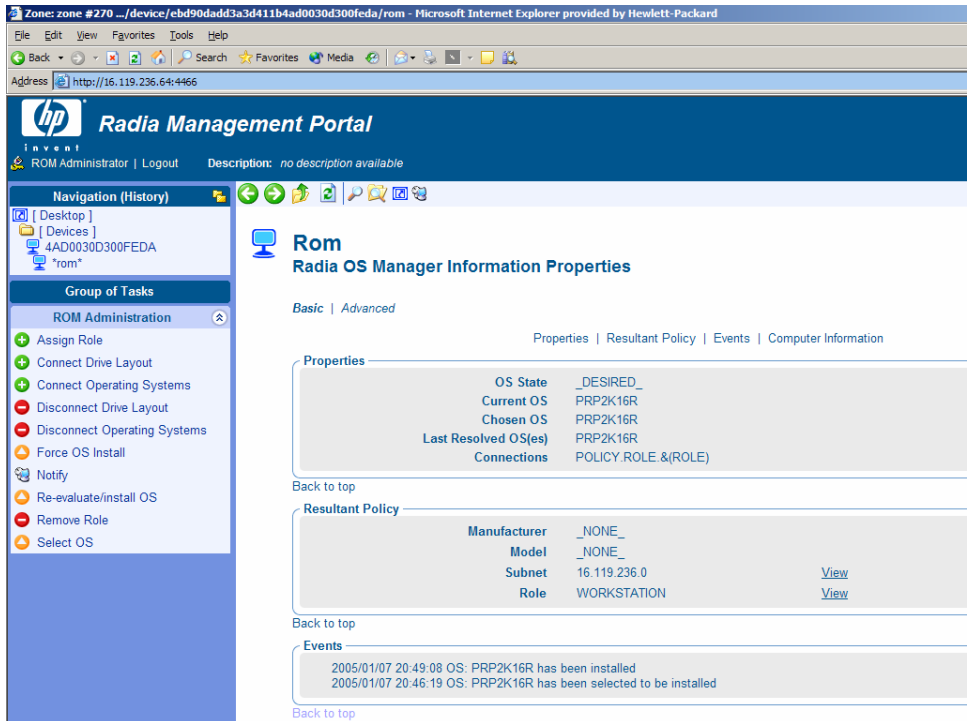 Zone: zone #270 .../device/ebd90dadd3a3d411b4ad0030d300feda/rom - Microsoft Internet Explorer provided by Hewlett-Packard
File Edit View Favorites Tools Help
Back Search Favorites Media
Address http://16.119.236.64:4466
hp
invent
Radia Management Portal
ROM Administrator | Logout Description: no description available
Navigation (History)
[ Desktop ]
[ Devices ]
4AD0030D300FEDA
*rom*
Group of Tasks
ROM Administration
Assign Role
Connect Drive Layout
Connect Operating Systems
Disconnect Drive Layout
Disconnect Operating Systems
Force OS Install
Notify
Re-evaluate/install OS
Remove Role
Select OS
Rom
Radia OS Manager Information Properties
Basic | Advanced
Properties | Resultant Policy | Events | Computer Information
Properties
OS State _DESIRED_
Current OS PRP2K16R
Chosen OS PRP2K16R
Last Resolved OS(es) PRP2K16R
Connections POLICY.ROLE.&(ROLE)
Back to top
Resultant Policy
Manufacturer _NONE_
Model _NONE_
Subnet 16.119.236.0 View
Role WORKSTATION View
Back to top
Events
2005/01/07 20:49:08 OS: PRP2K16R has been installed
2005/01/07 20:46:19 OS: PRP2K16R has been selected to be installed
Back to top